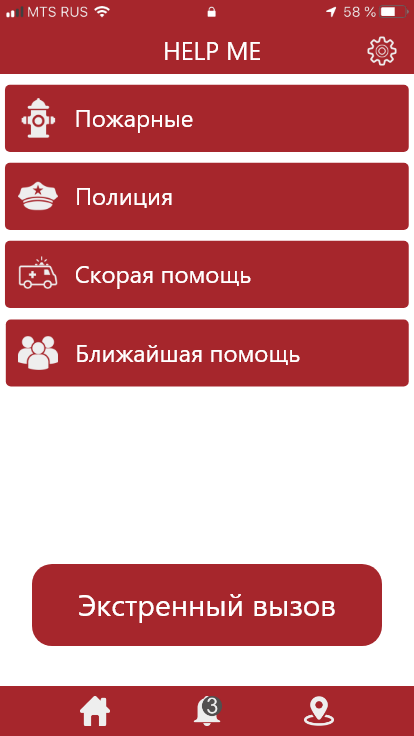 MTS RUS 58 %
HELP ME
Пожарные
Полиция
Скорая помощь
Ближайшая помощь
Экстренный вызов
3